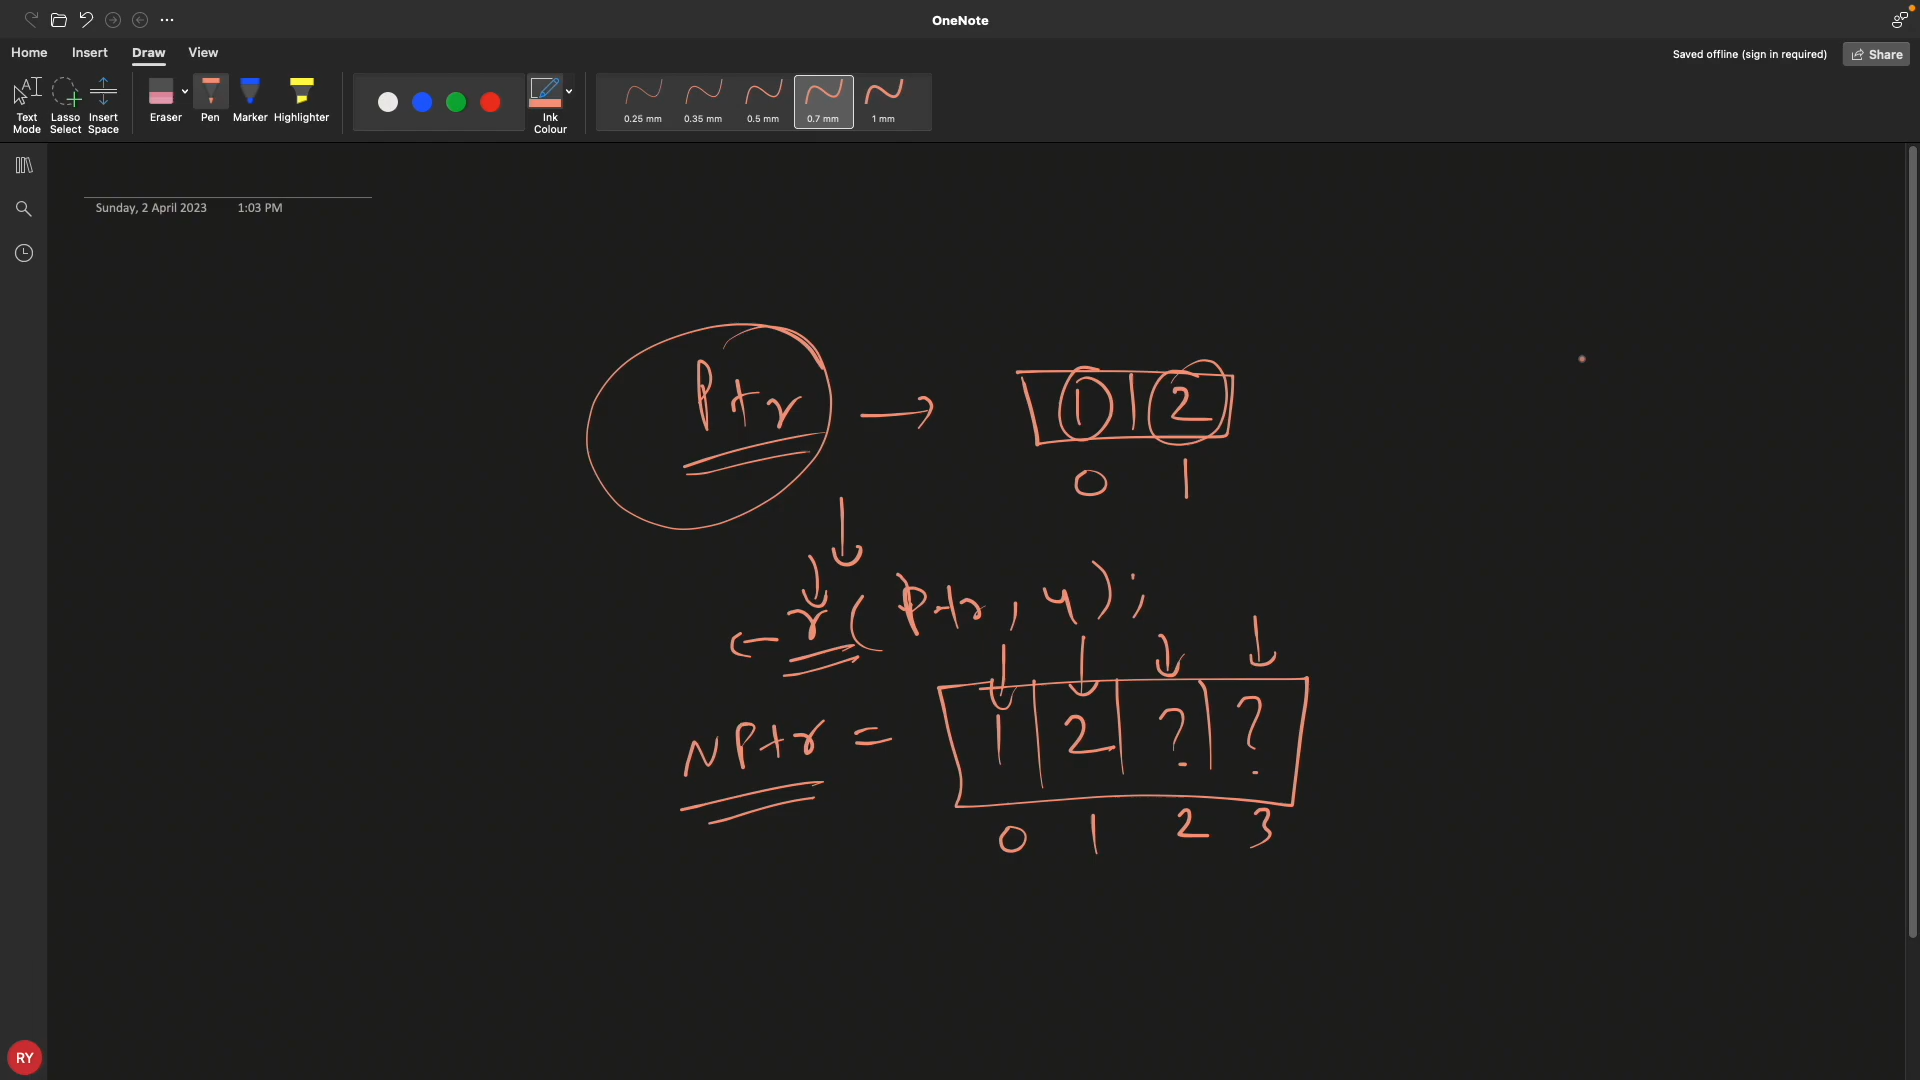 OneNote
Home Insert Draw View
Saved offline (sign in required) Share
Text Mode
Lasso Select
Insert Space
Eraser
Pen
Marker
Highlighter
Ink Colour
0.25 mm
0.35 mm
0.5 mm
0.7 mm
1 mm
Sunday, 2 April 2023 1:03 PM
Ptr → 1 2
0 1
r (Ptr, 4);
NPtr = 1 2 ? ?
0 1 2 3
RY